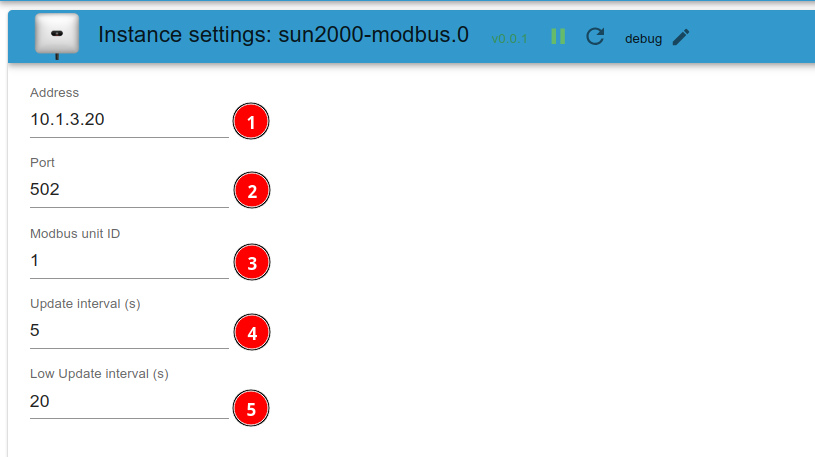 Instance settings: sun2000-modbus.0 v0.0.1 debug
Address
10.1.3.20 1
Port
502 2
Modbus unit ID
1 3
Update interval (s)
5 4
Low Update interval (s)
20 5